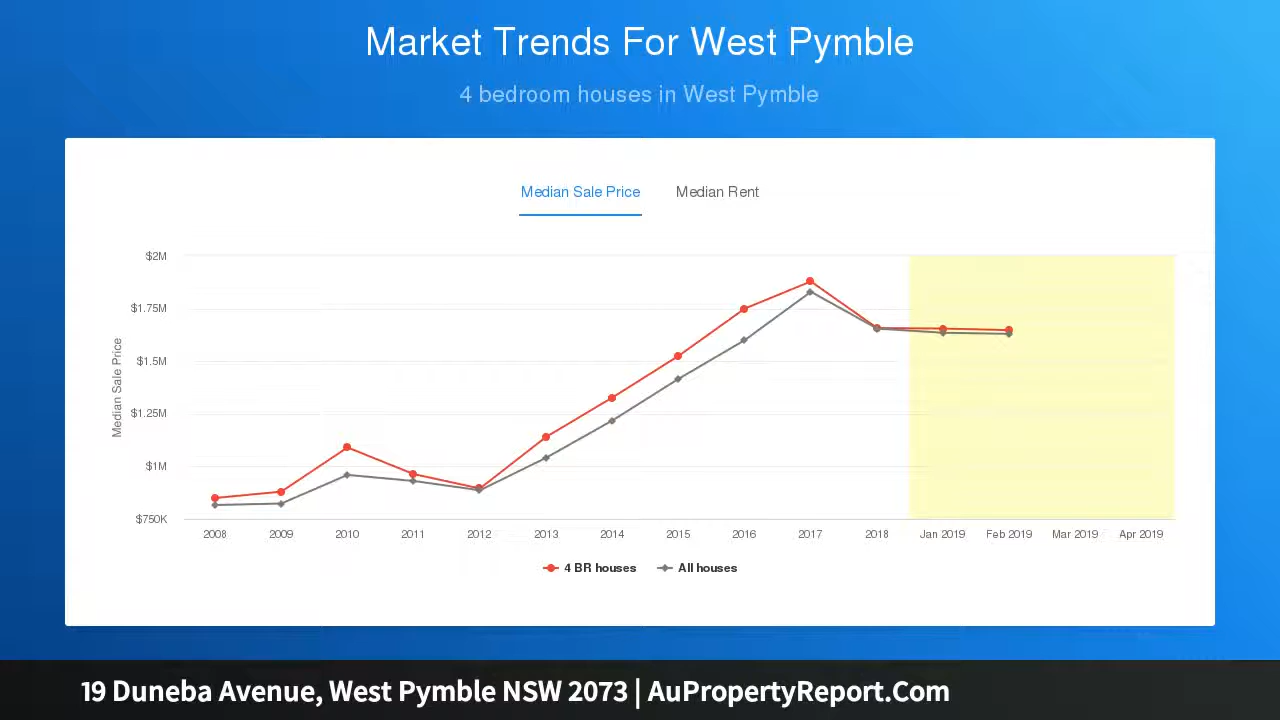 Market Trends For West Pymble
4 bedroom houses in West Pymble
Median Sale Price Median Rent
Median Sale Price
$2M
$1.75M
$1.5M
$1.25M
$1M
$750K
2008 2009 2010 2011 2012 2013 2014 2015 2016 2017 2018 Jan 2019 Feb 2019 Mar 2019 Apr 2019
4 BR houses All houses
19 Duneba Avenue, West Pymble NSW 2073 | AuPropertyReport.Com